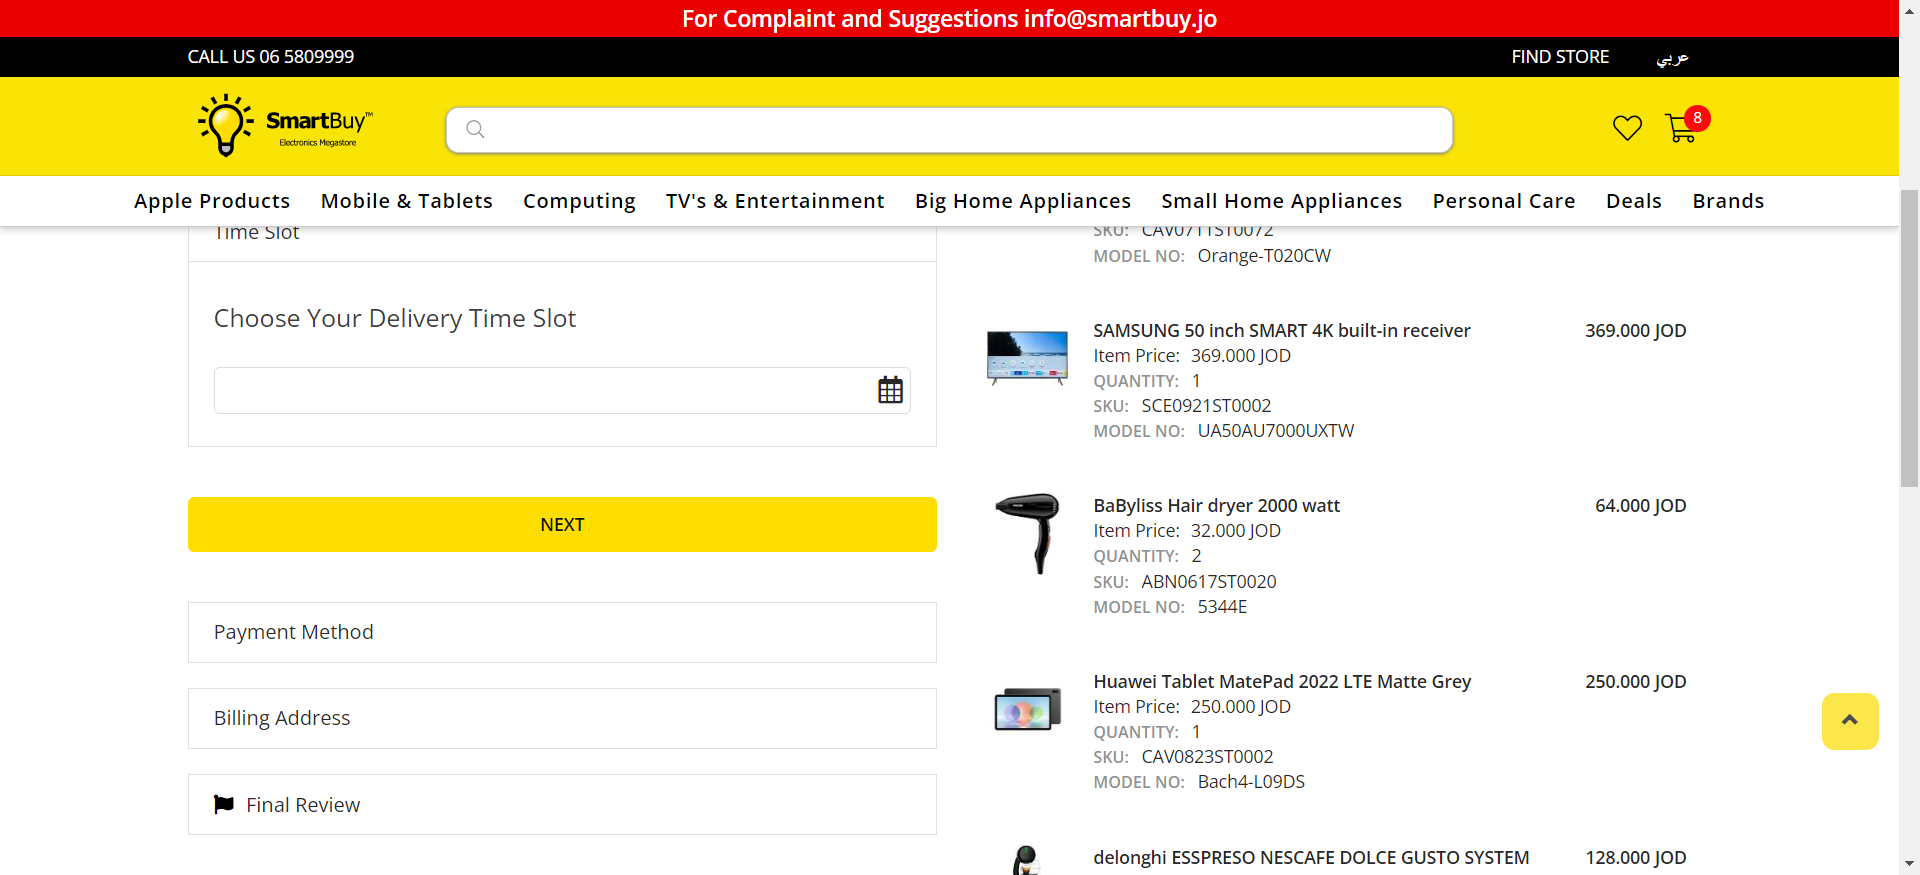 For Complaint and Suggestions info@smartbuy.jo
CALL US 06 5809999
FIND STORE
عربي
SmartBuy™
Electronics Megastore
8
Apple Products
Mobile & Tablets
Computing
TV's & Entertainment
Big Home Appliances
Small Home Appliances
Personal Care
Deals
Brands
Time Slot
Choose Your Delivery Time Slot
NEXT
Payment Method
Billing Address
Final Review
SKU: CAV0711ST0072
MODEL NO: Orange-T020CW
SAMSUNG 50 inch SMART 4K built-in receiver
369.000 JOD
Item Price: 369.000 JOD
QUANTITY: 1
SKU: SCE0921ST0002
MODEL NO: UA50AU7000UXTW
BaByliss Hair dryer 2000 watt
64.000 JOD
Item Price: 32.000 JOD
QUANTITY: 2
SKU: ABN0617ST0020
MODEL NO: 5344E
Huawei Tablet MatePad 2022 LTE Matte Grey
250.000 JOD
Item Price: 250.000 JOD
QUANTITY: 1
SKU: CAV0823ST0002
MODEL NO: Bach4-L09DS
delonghi ESSPRESO NESCAFE DOLCE GUSTO SYSTEM
128.000 JOD